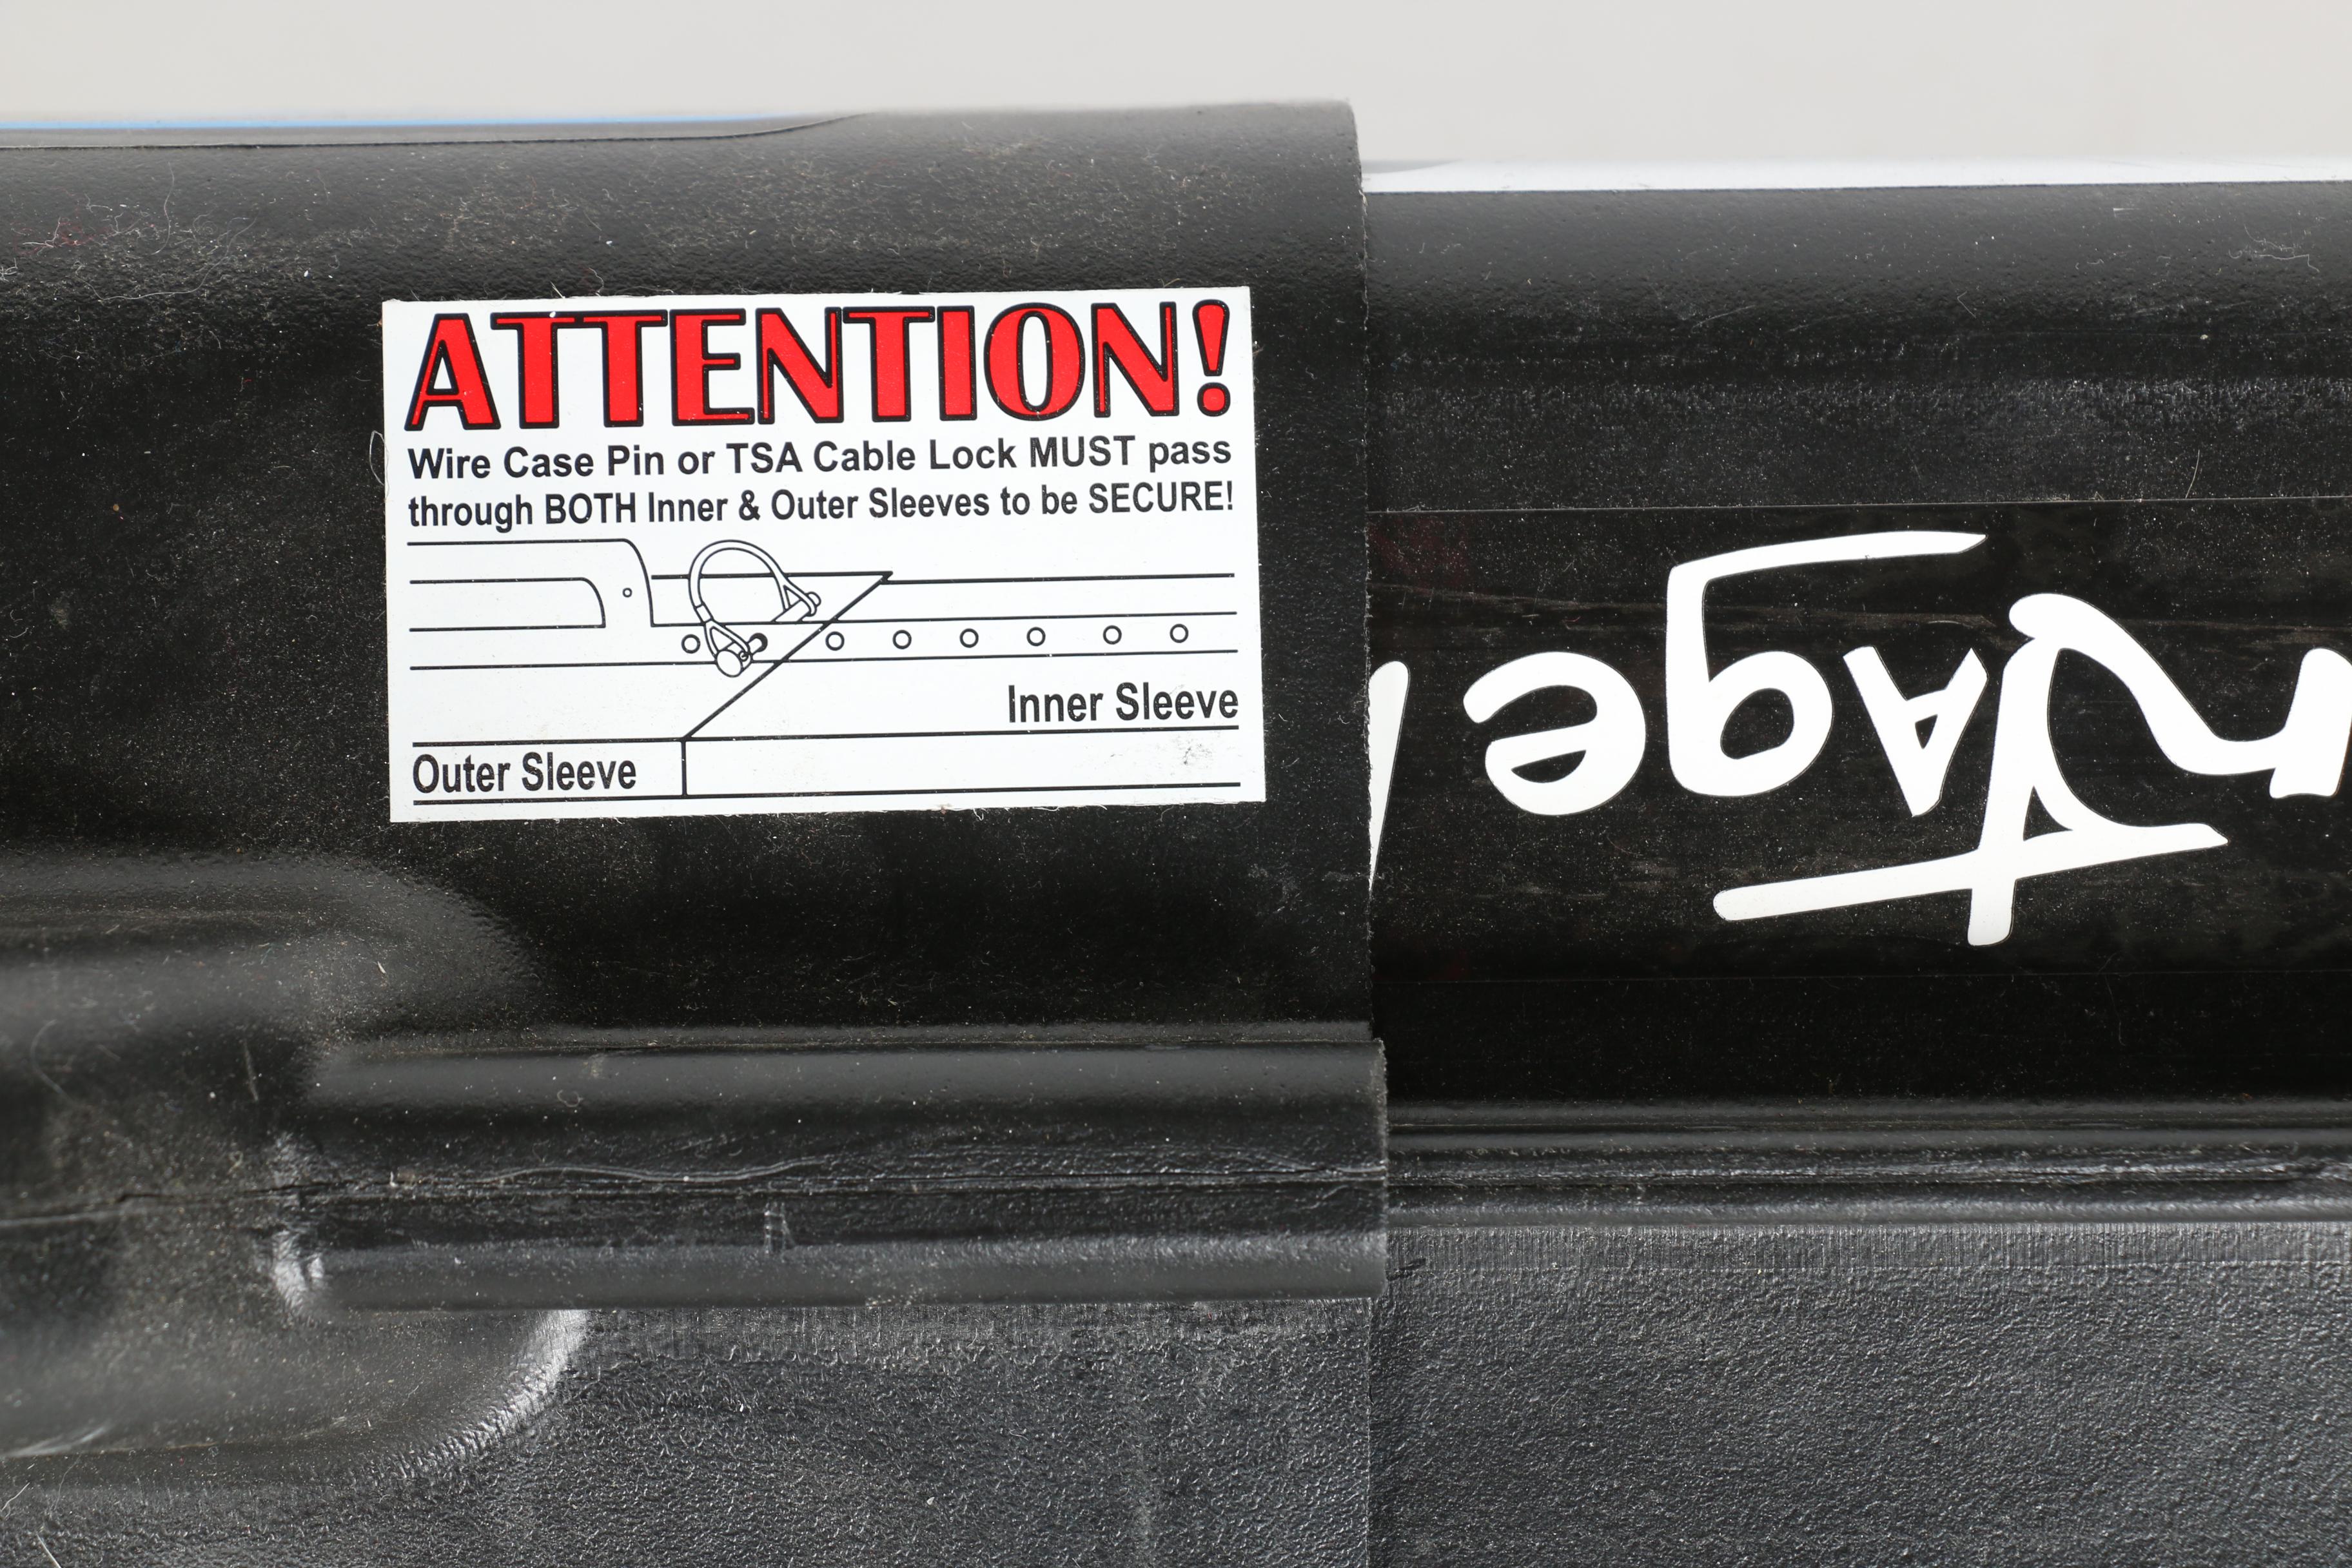 ATTENTION!
Wire Case Pin or TSA Cable Lock MUST pass
through BOTH Inner & Outer Sleeves to be SECURE!
Inner Sleeve
Outer Sleeve